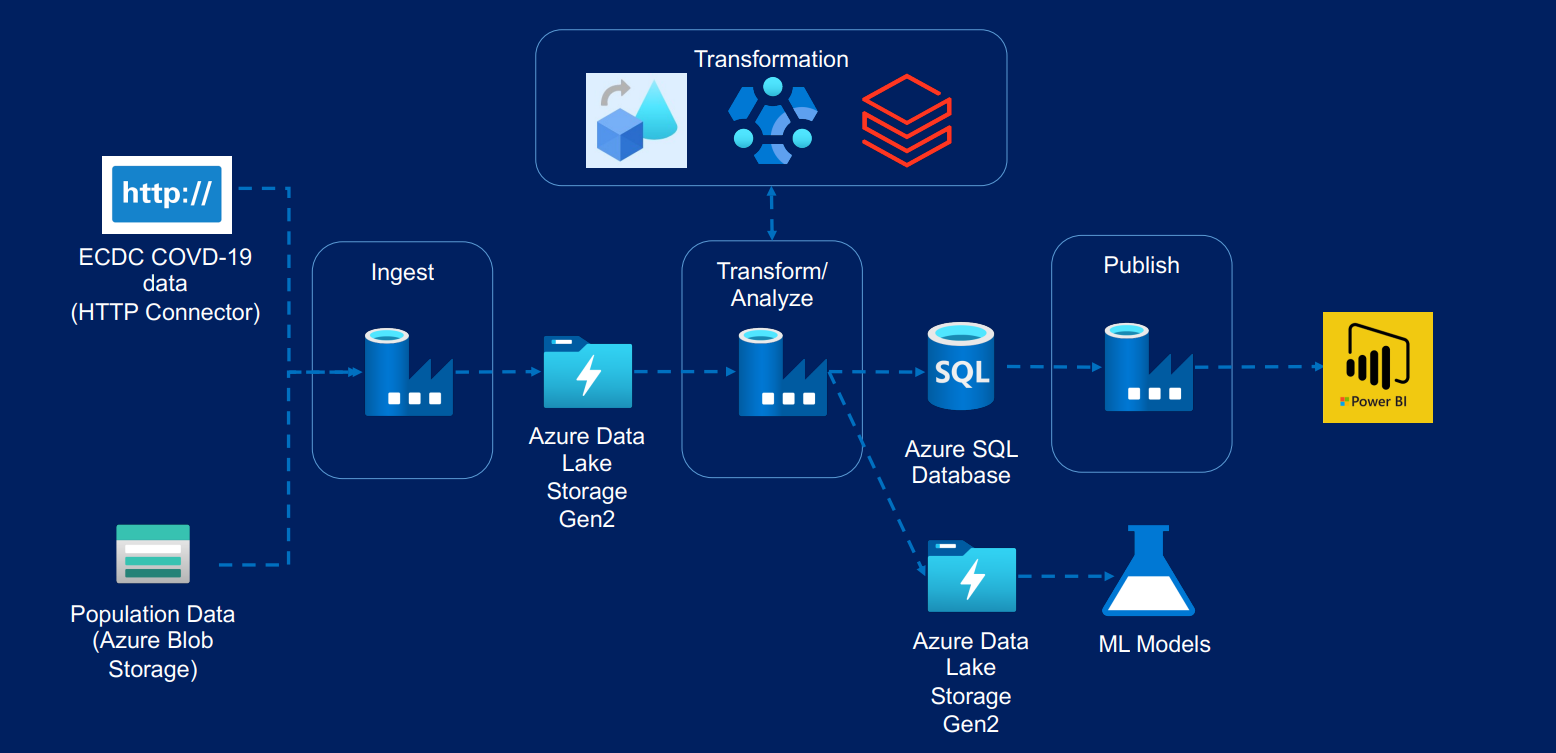 Transformation
http://
ECDC COVD-19
data
(HTTP Connector)
Ingest
Transform/
Analyze
Publish
SQL
Power BI
Azure Data
Lake
Storage
Gen2
Azure SQL
Database
Population Data
(Azure Blob
Storage)
Azure Data
Lake
Storage
Gen2
ML Models